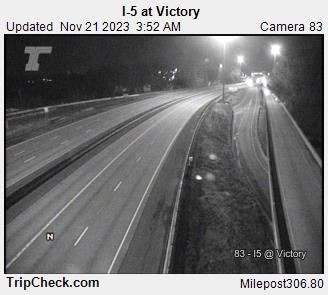 I-5 at Victory
Updated Nov 21 2023 3:52 AM Camera 83
N
83 - I5 @ Victory
TripCheck.com Milepost306.80